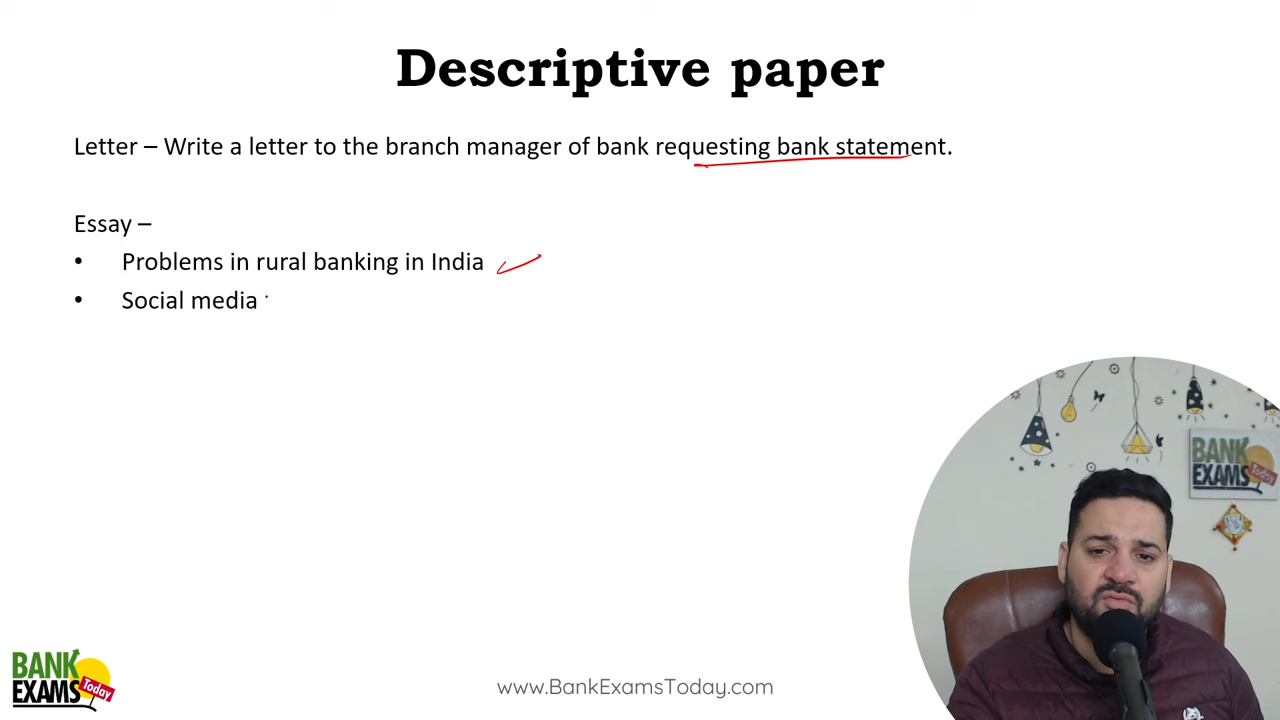 Descriptive paper
Letter – Write a letter to the branch manager of bank requesting bank statement.
Essay –
• Problems in rural banking in India
• Social media
BANK
EXAMS
Today
BANK
EXAMS
Today
www.BankExamsToday.com